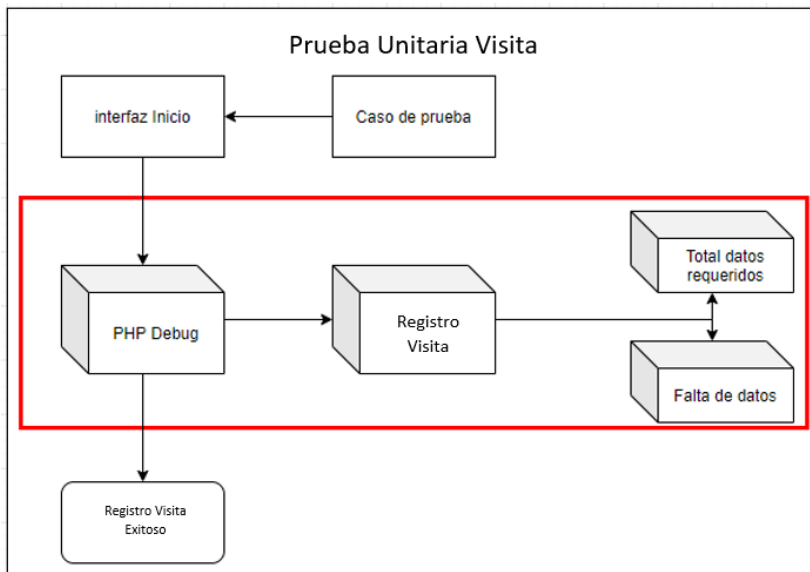 Prueba Unitaria Visita
interfaz Inicio
Caso de prueba
Total datos
requeridos
PHP Debug
Registro
Visita
Falta de datos
Registro Visita
Exitoso